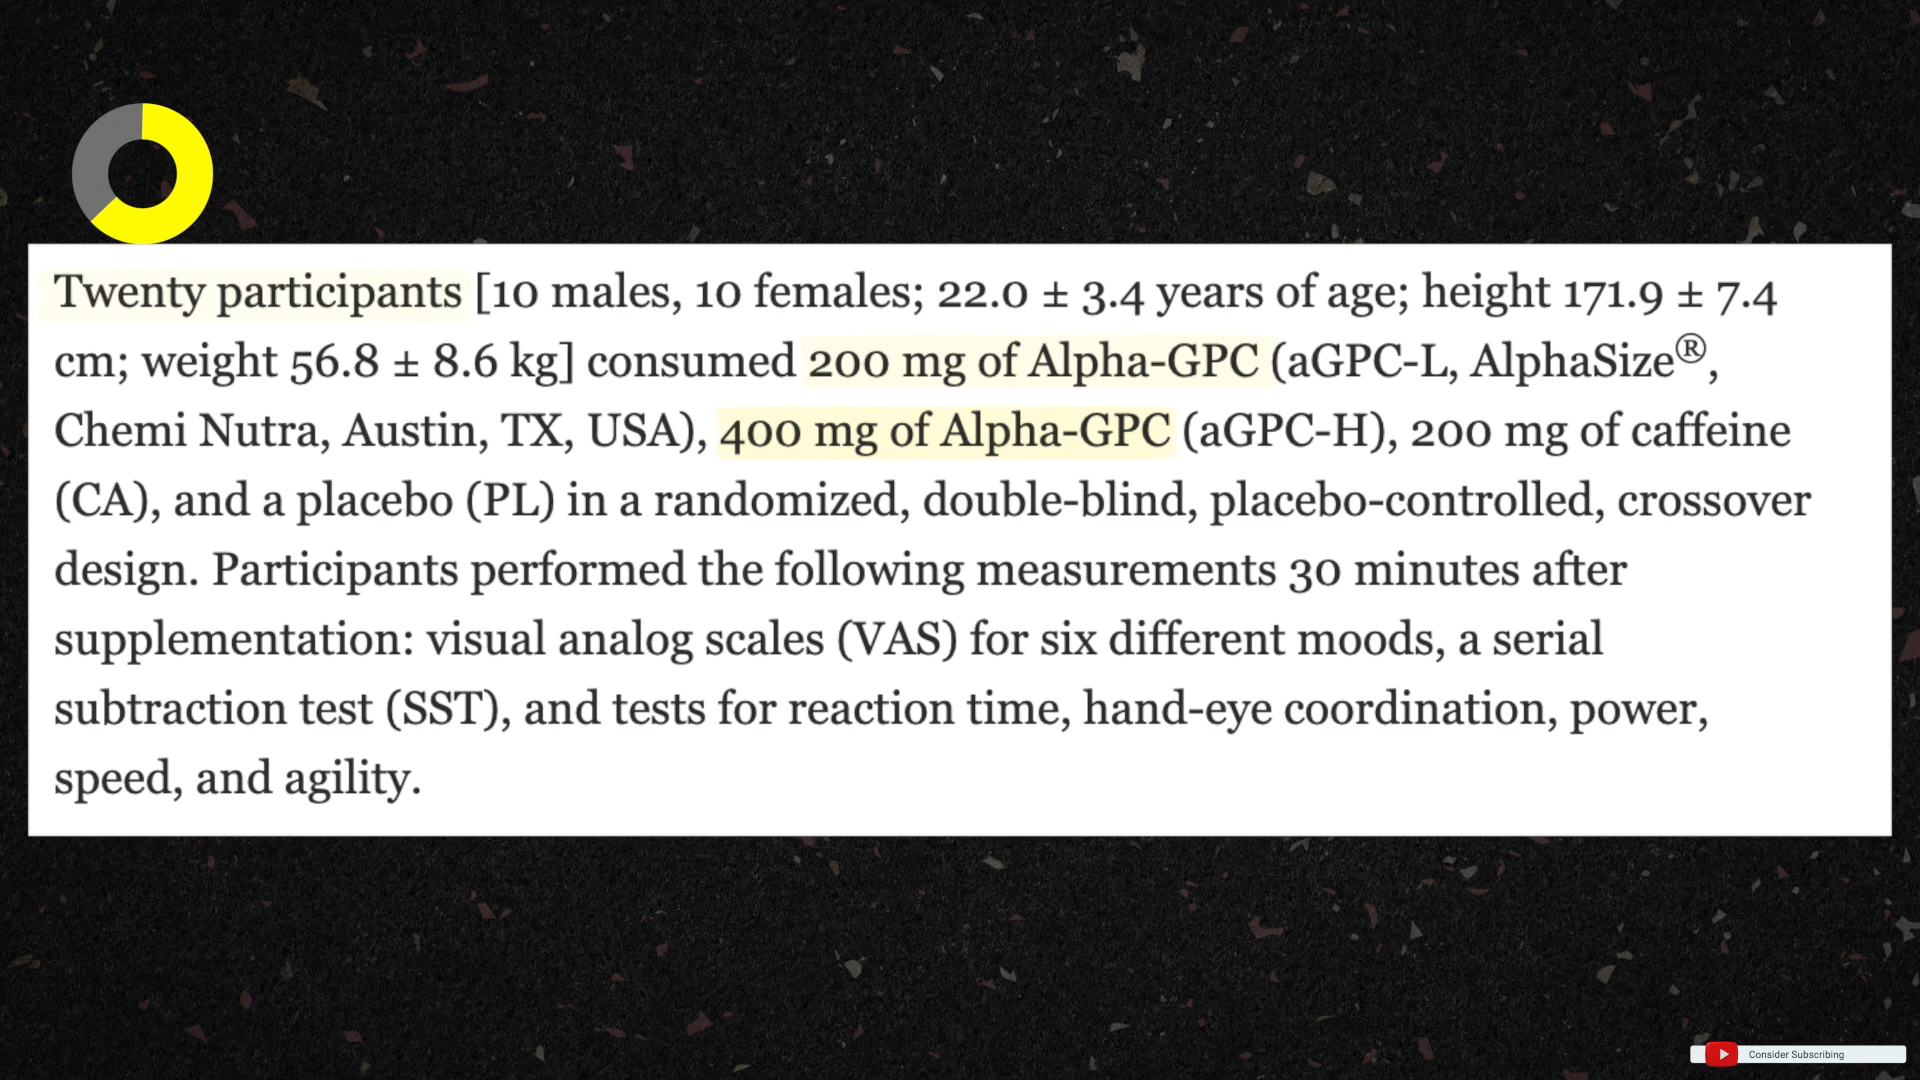 Twenty participants [10 males, 10 females; 22.0 ± 3.4 years of age; height 171.9 ± 7.4
cm; weight 56.8 ± 8.6 kg] consumed 200 mg of Alpha-GPC (aGPC-L, AlphaSize®,
Chemi Nutra, Austin, TX, USA), 400 mg of Alpha-GPC (aGPC-H), 200 mg of caffeine
(CA), and a placebo (PL) in a randomized, double-blind, placebo-controlled, crossover
design. Participants performed the following measurements 30 minutes after
supplementation: visual analog scales (VAS) for six different moods, a serial
subtraction test (SST), and tests for reaction time, hand-eye coordination, power,
speed, and agility.
Consider Subscribing